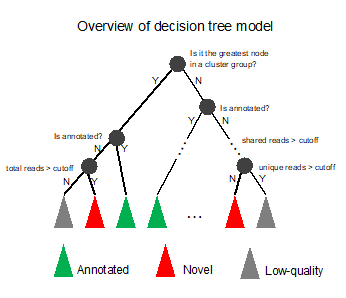 Overview of decision tree model
Is it the greatest node
in a cluster group?
Y
N
Is annotated?
Y
N
Is annotated?
N
Y
shared reads > cutoff
total reads > cutoff
unique reads > cutoff
N
Y
N
Y
...
Annotated
Novel
Low-quality